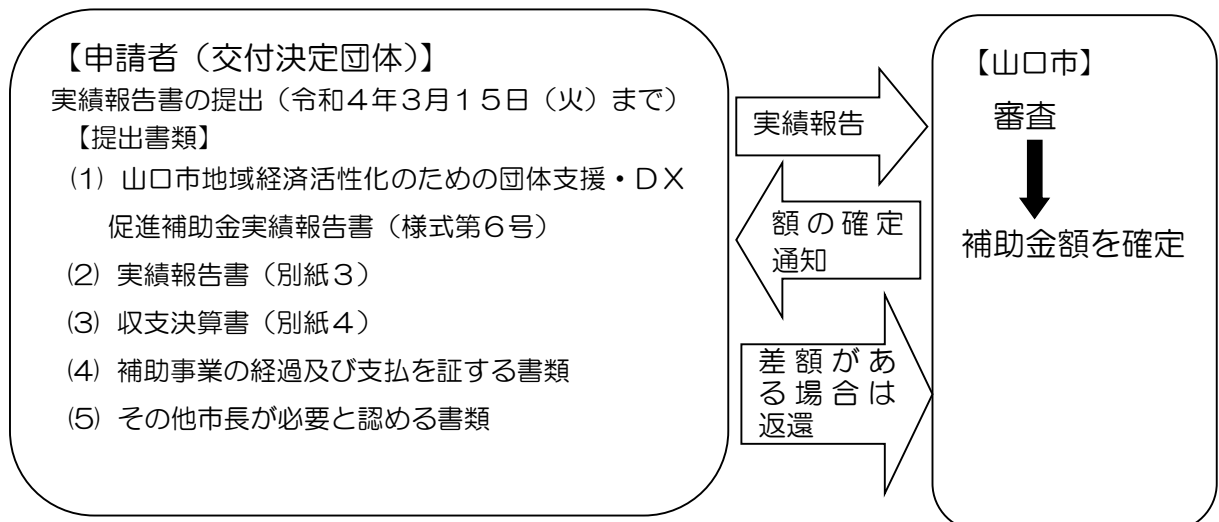 【申請者（交付決定団体）】
実績報告書の提出（令和４年３月１５日（火）まで）
【提出書類】
⑴ 山口市地域経済活性化のための団体支援・ＤＸ
促進補助金実績報告書（様式第６号）
⑵ 実績報告書（別紙３）
⑶ 収支決算書（別紙４）
⑷ 補助事業の経過及び支払を証する書類
⑸ その他市長が必要と認める書類
実績報告
額の確定
通知
差額があ
る場合は
返還
【山口市】
審査
補助金額を確定